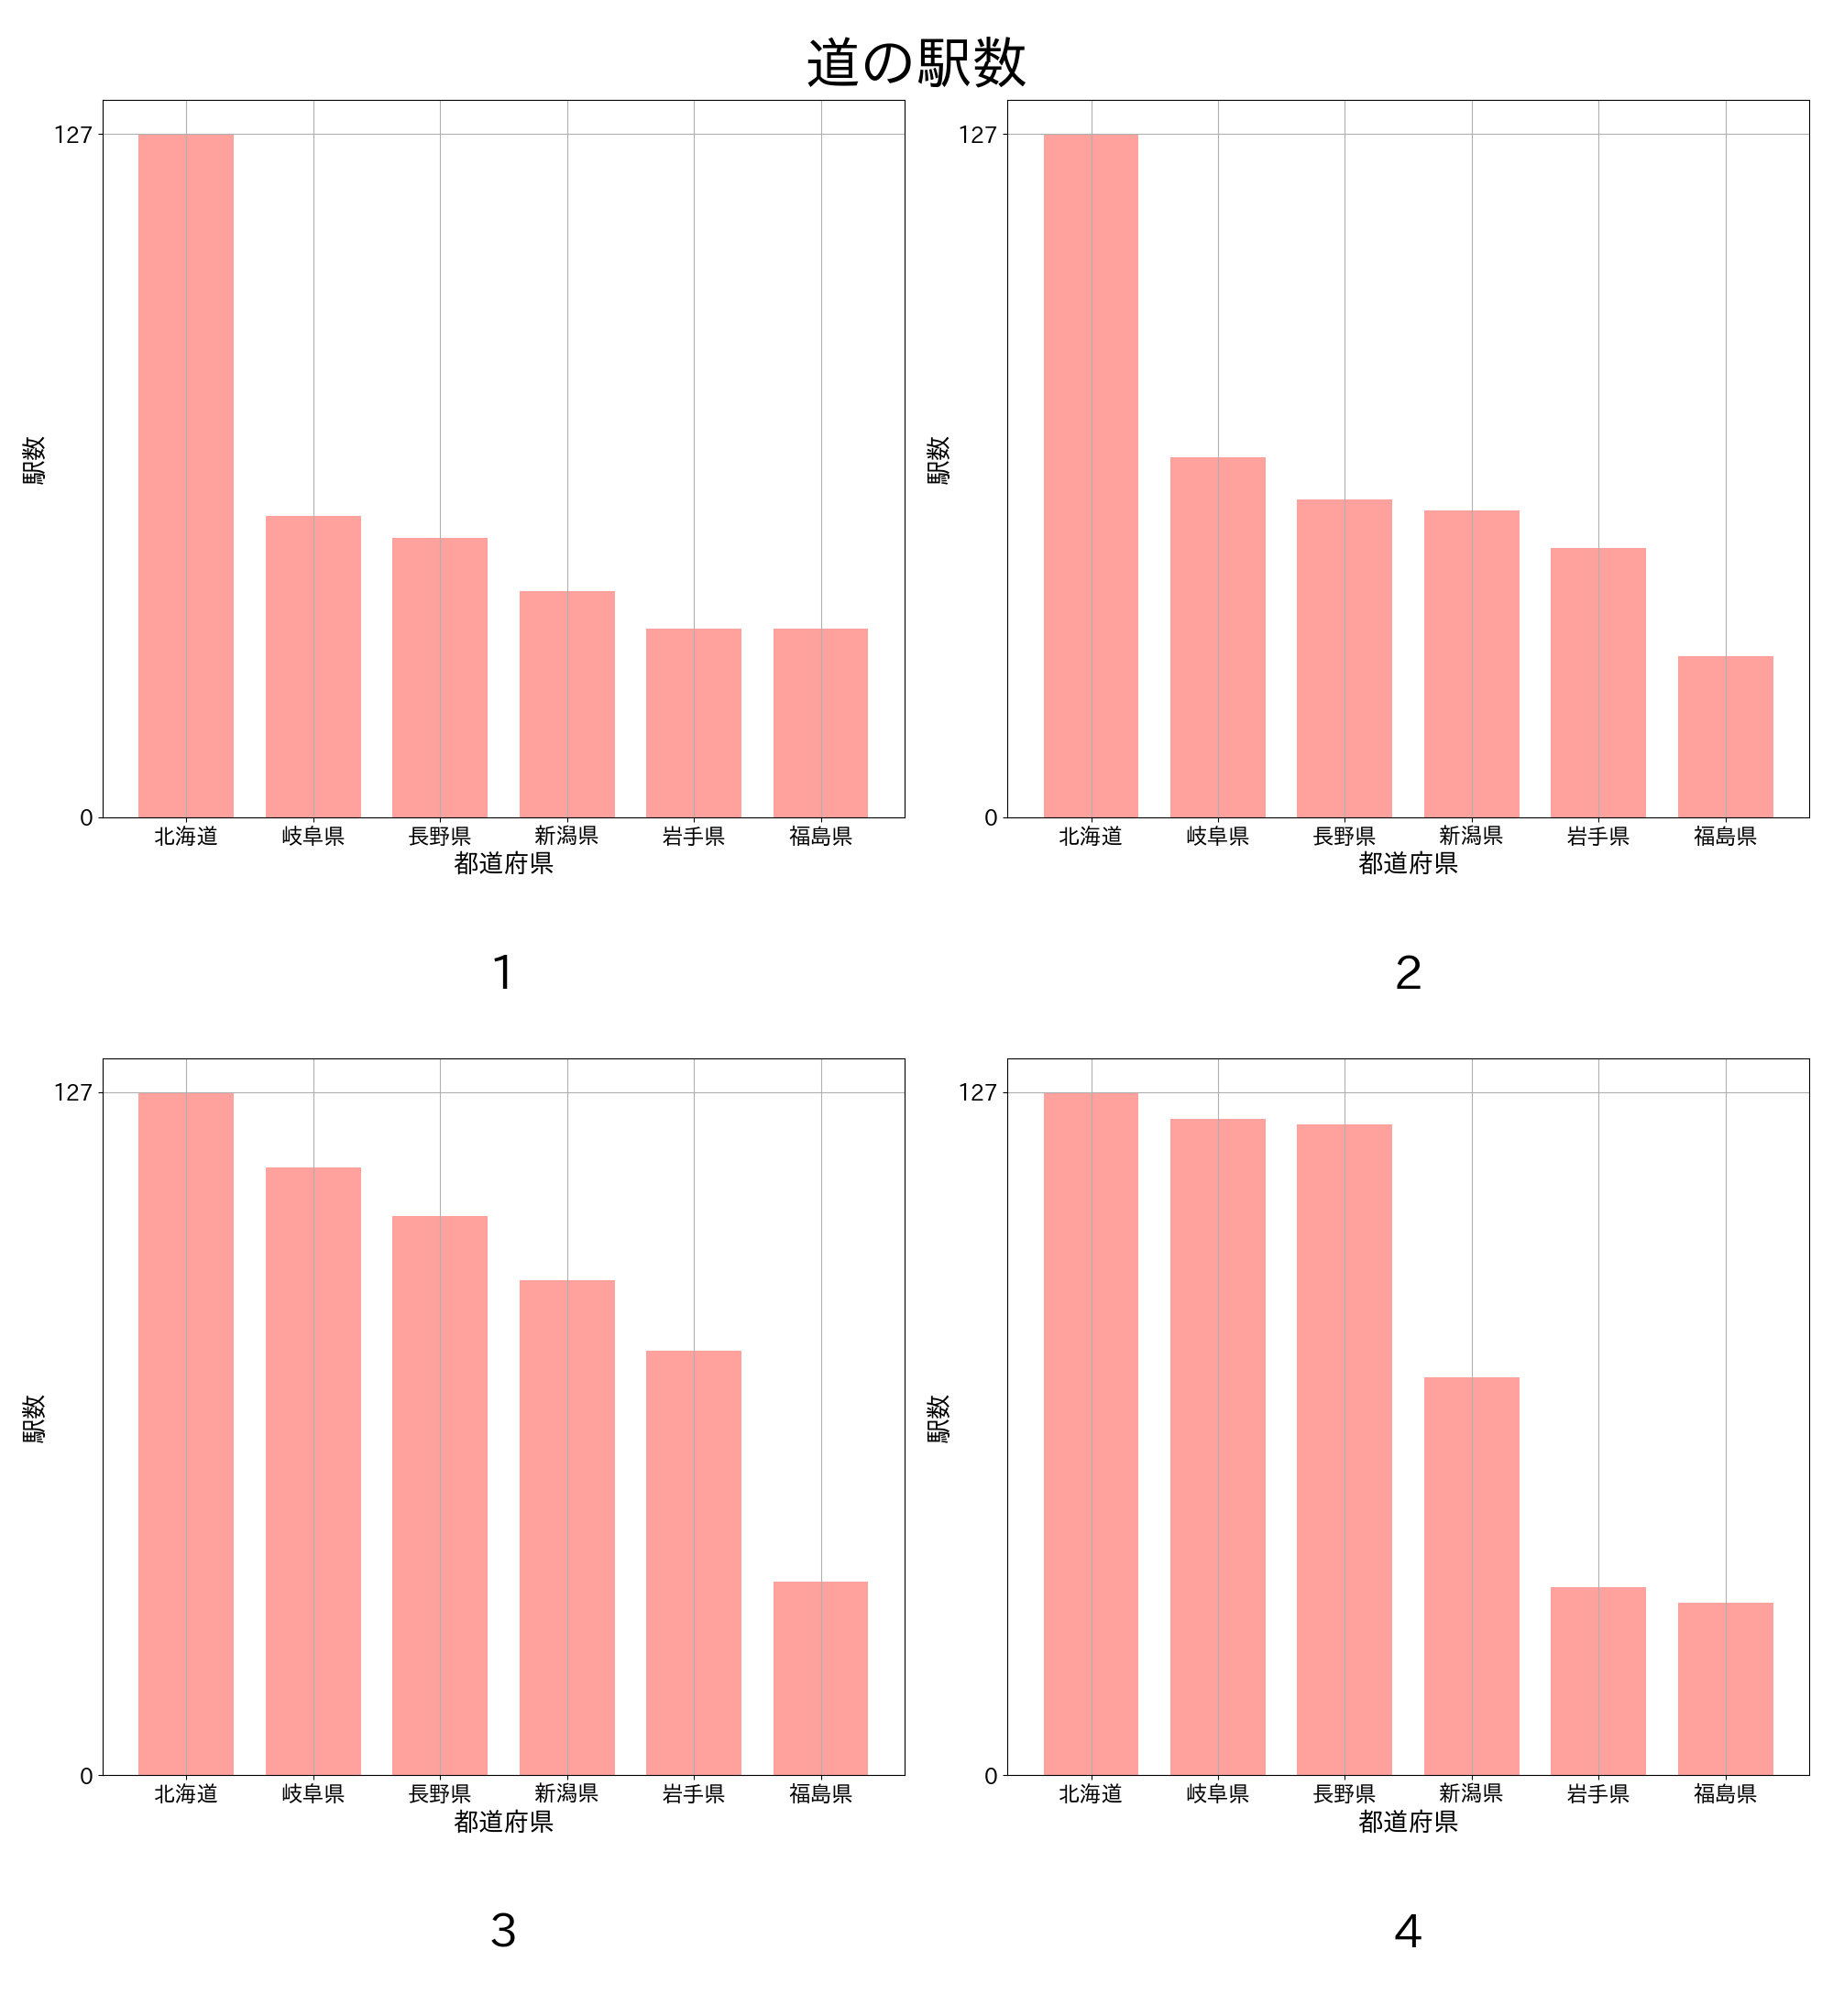 道の駅数
127
0
駅数
北海道 岐阜県 長野県 新潟県 岩手県 福島県
都道府県
1
127
0
駅数
北海道 岐阜県 長野県 新潟県 岩手県 福島県
都道府県
2
127
0
駅数
北海道 岐阜県 長野県 新潟県 岩手県 福島県
都道府県
3
127
0
駅数
北海道 岐阜県 長野県 新潟県 岩手県 福島県
都道府県
4